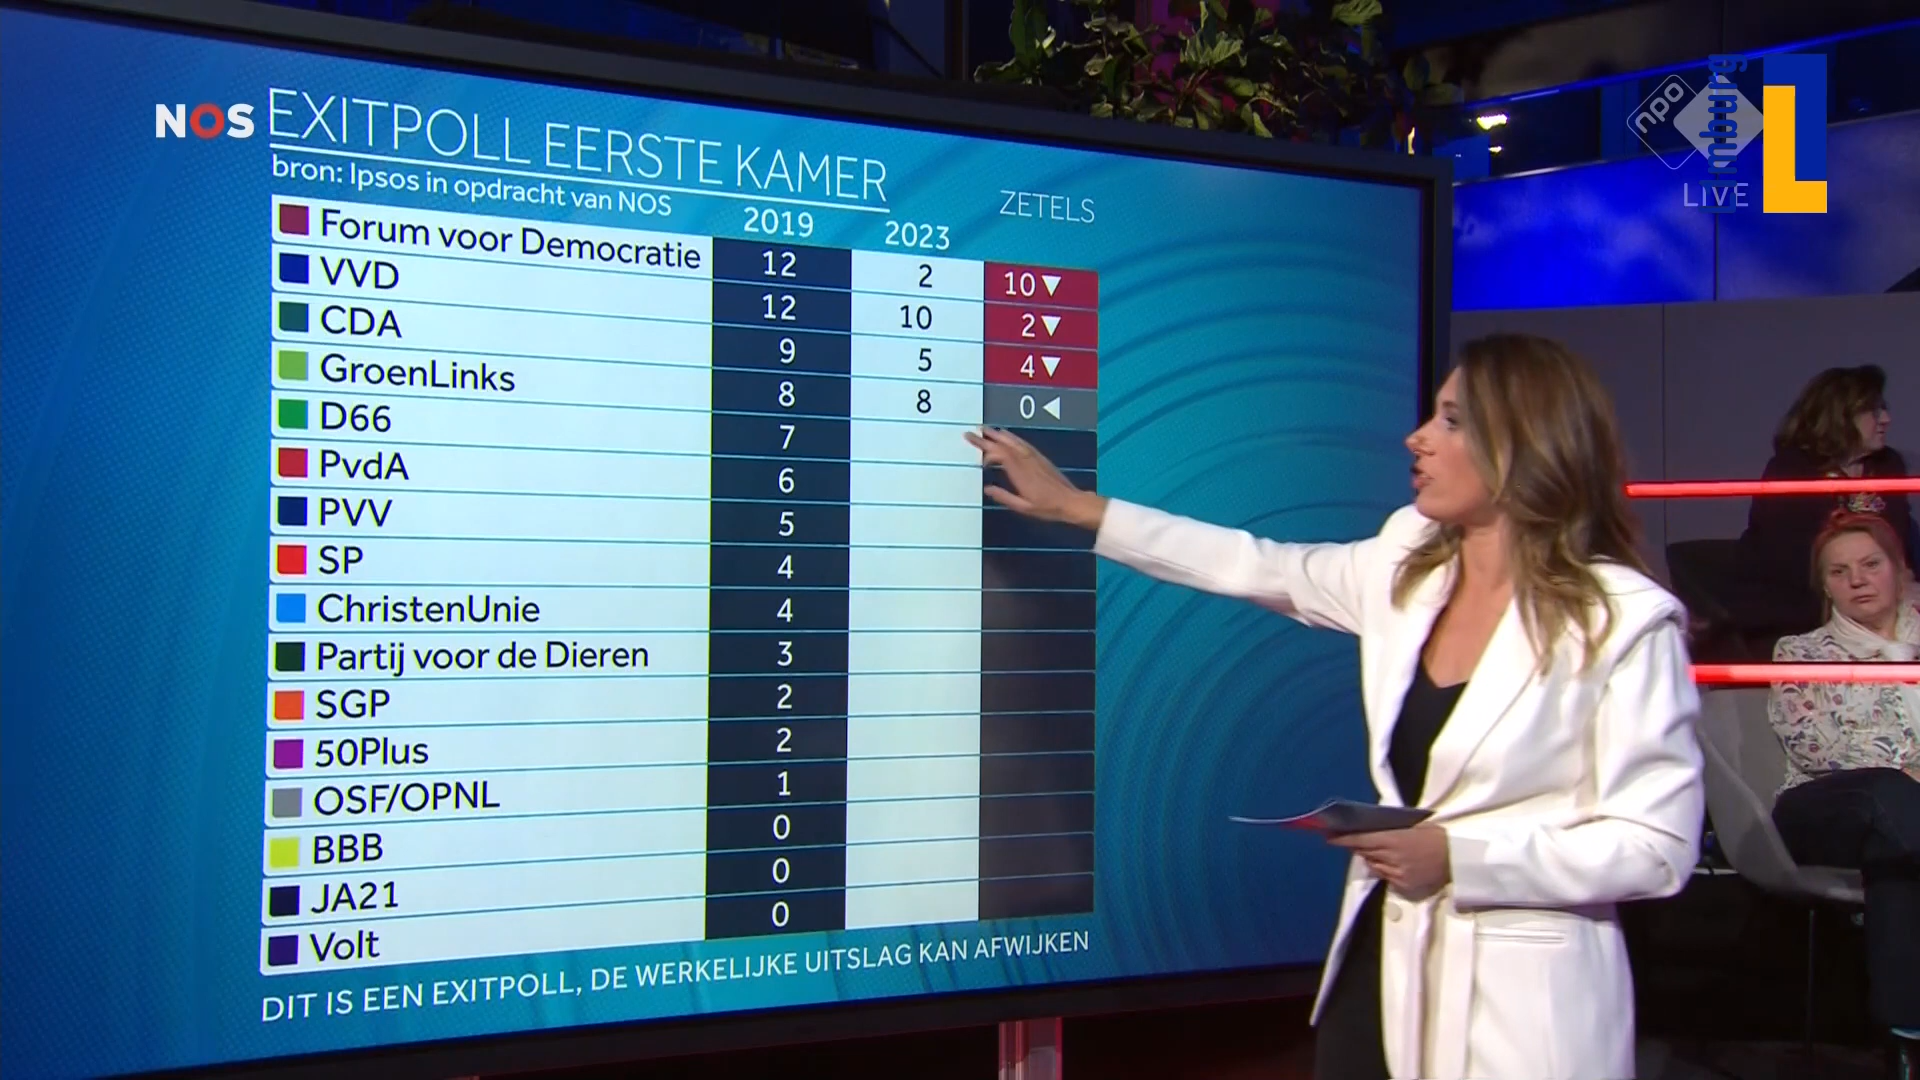 NOS
EXITPOLL EERSTE KAMER
bron: Ipsos in opdracht van NOS
2019 2023 ZETELS
Forum voor Democratie 12 2 10▼
VVD 12 10 2▼
CDA 9 5 4▼
GroenLinks 8 8 0◀
D66 7
PvdA 6
PVV 5
SP 4
ChristenUnie 4
Partij voor de Dieren 3
SGP 2
50Plus 2
OSF/OPNL 1
BBB 0
JA21 0
Volt 0
DIT IS EEN EXITPOLL, DE WERKELIJKE UITSLAG KAN AFWIJKEN
npo
LIVE
Limburg
L